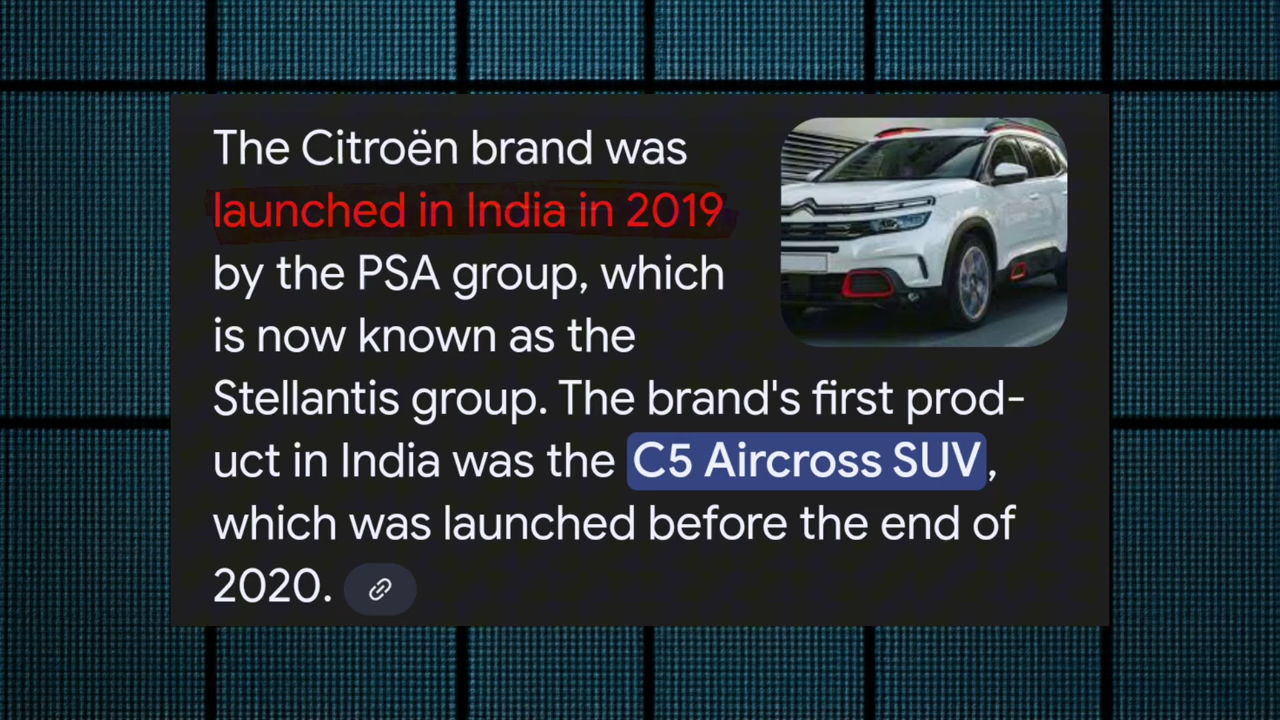 The Citroën brand was
launched in India in 2019
by the PSA group, which
is now known as the
Stellantis group. The brand's first prod-
uct in India was the C5 Aircross SUV,
which was launched before the end of
2020.